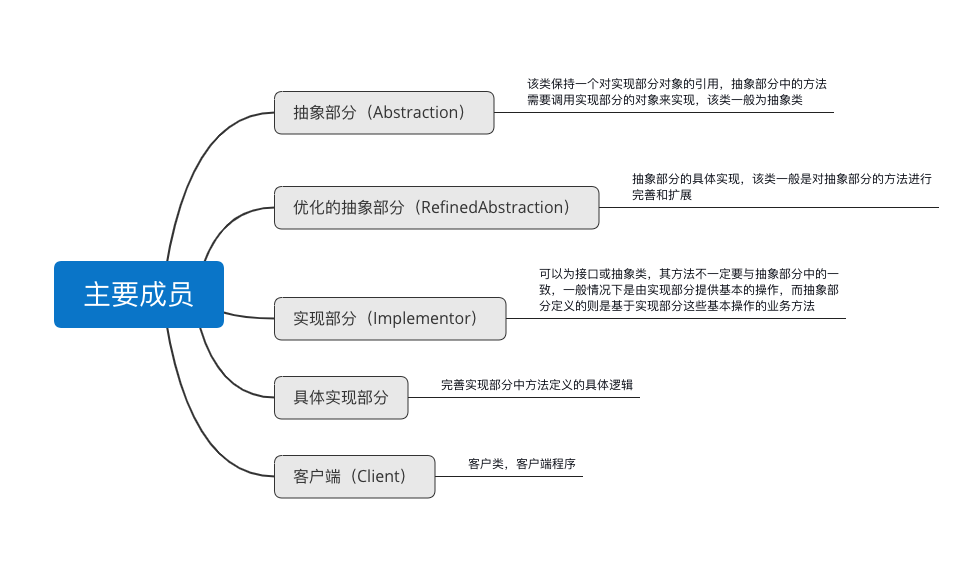 主要成员
抽象部分（Abstraction）
该类保持一个对实现部分对象的引用，抽象部分中的方法
需要调用实现部分的对象来实现，该类一般为抽象类
优化的抽象部分（RefinedAbstraction）
抽象部分的具体实现，该类一般是对抽象部分的方法进行
完善和扩展
实现部分（Implementor）
可以为接口或抽象类，其方法不一定要与抽象部分中的一
致，一般情况下是由实现部分提供基本的操作，而抽象部
分定义的则是基于实现部分这些基本操作的业务方法
具体实现部分
完善实现部分中方法定义的具体逻辑
客户端（Client）
客户类，客户端程序